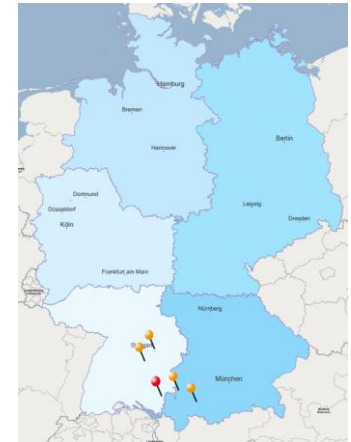 Hamburg
Bremen
Berlin
Hannover
Dortmund
Düsseldorf
Leipzig
Köln
Dresden
Frankfurt am Main
Nürnberg
München